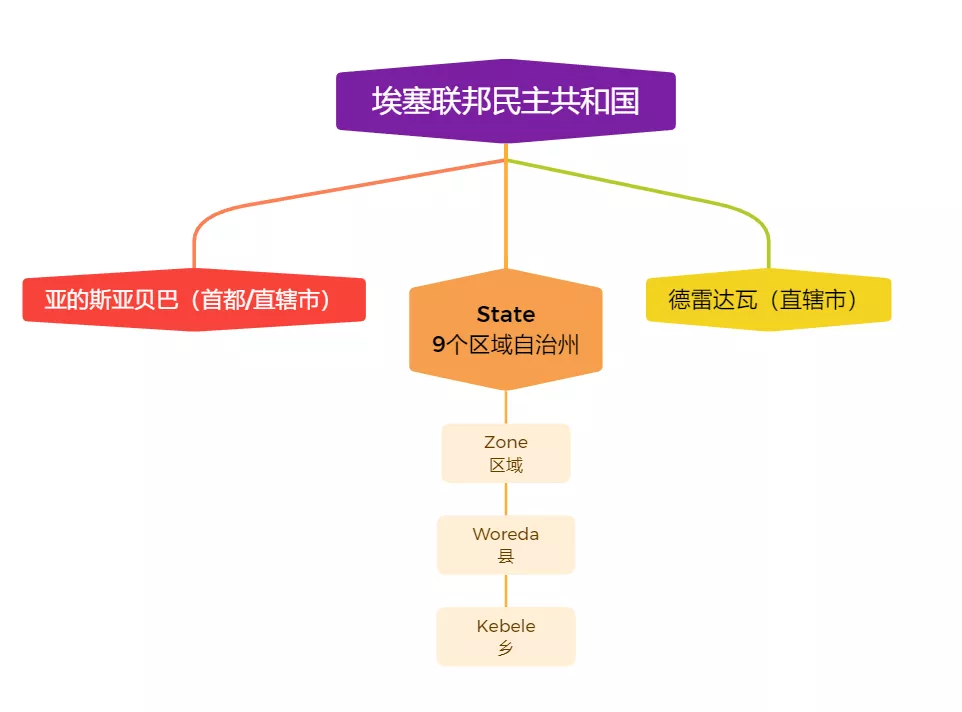 埃塞联邦民主共和国
亚的斯亚贝巴（首都/直辖市）
State
9个区域自治州
德雷达瓦（直辖市）
Zone
区域
Woreda
县
Kebele
乡